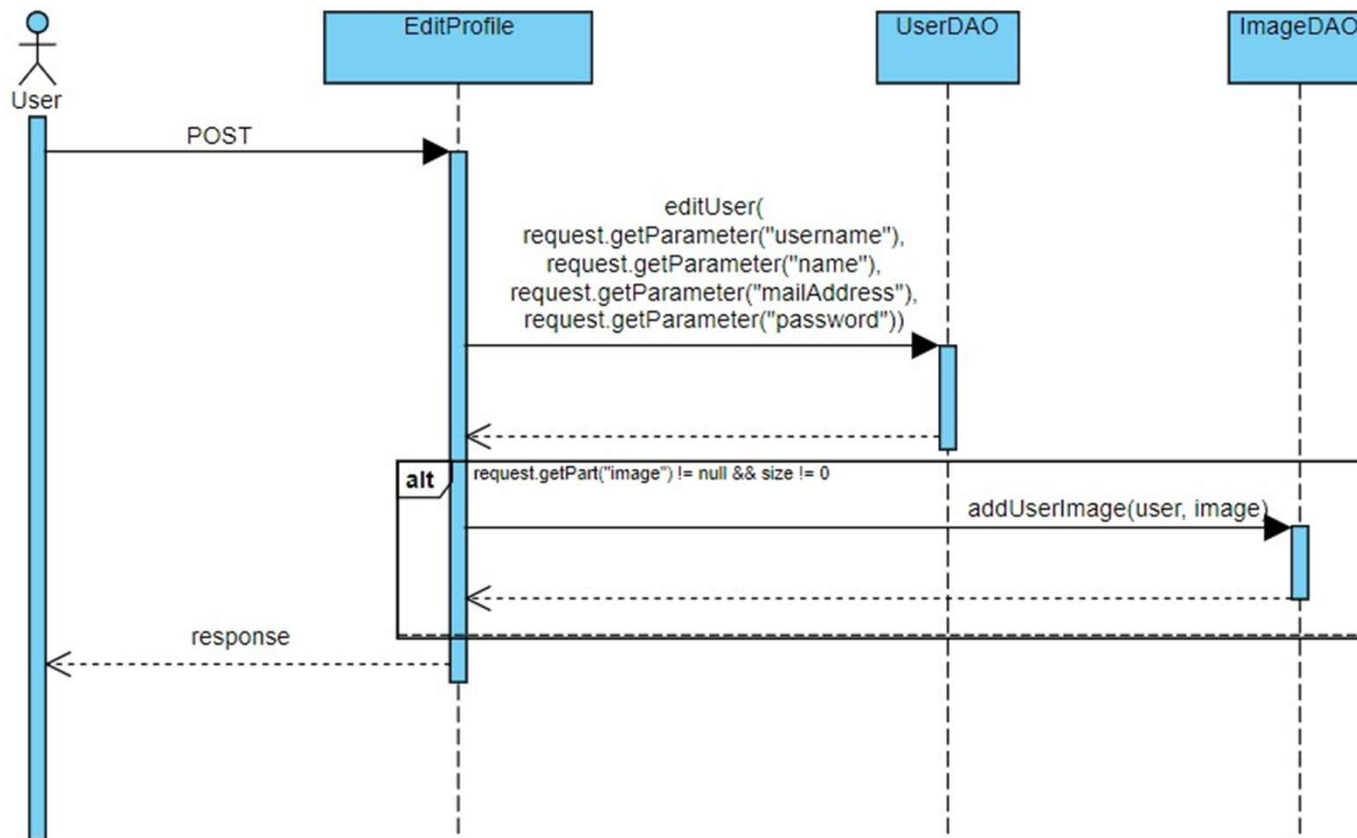 EditProfile
UserDAO
ImageDAO
User
POST
editUser(
request.getParameter("username"),
request.getParameter("name"),
request.getParameter("mailAddress"),
request.getParameter("password"))
alt
request.getPart("image") != null && size != 0
addUserImage(user, image)
response